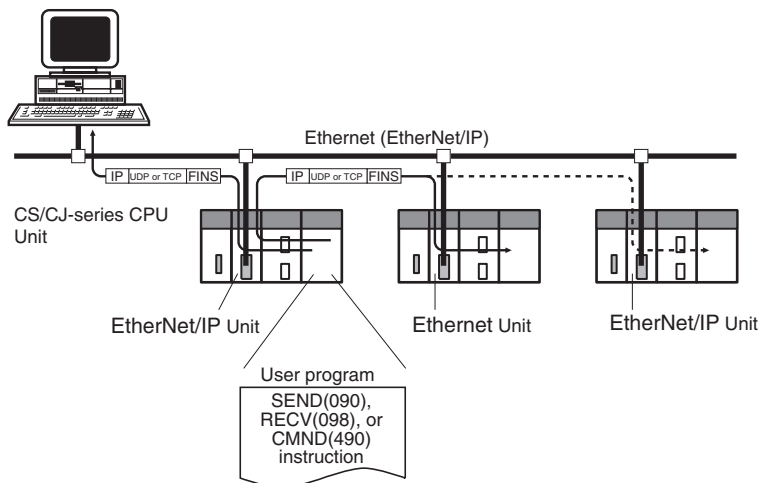 Ethernet (EtherNet/IP)
IP UDP or TCP FINS
IP UDP or TCP FINS
CS/CJ-series CPU
Unit
EtherNet/IP Unit
Ethernet Unit
EtherNet/IP Unit
User program
SEND(090),
RECV(098), or
CMND(490)
instruction